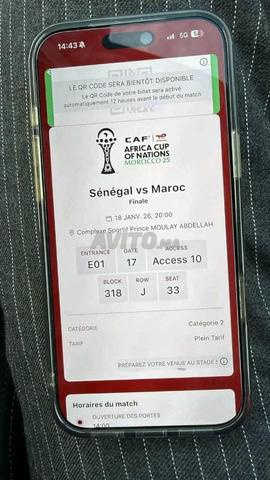 14:43
5G
LE QR CODE SERA BIENTÔT DISPONIBLE
Le QR Code de votre billet sera activé
automatiquement 12 heures avant le début du match
CAF
AFRICA CUP
OF NATIONS
MOROCCO 25
Sénégal vs Maroc
Finale
18 JANV. 26, 20:00
Complexe Sportif Prince MOULAY ABDELLAH
AVITO.ma
ENTRANCE GATE ACCESS
E01 17 Access 10
BLOCK ROW SEAT
318 J 33
CATÉGORIE Catégorie 2
TARIF Plein Tarif
PRÉPAREZ VOTRE VENUE AU STADE !
Horaires du match
OUVERTURE DES PORTES
14:00